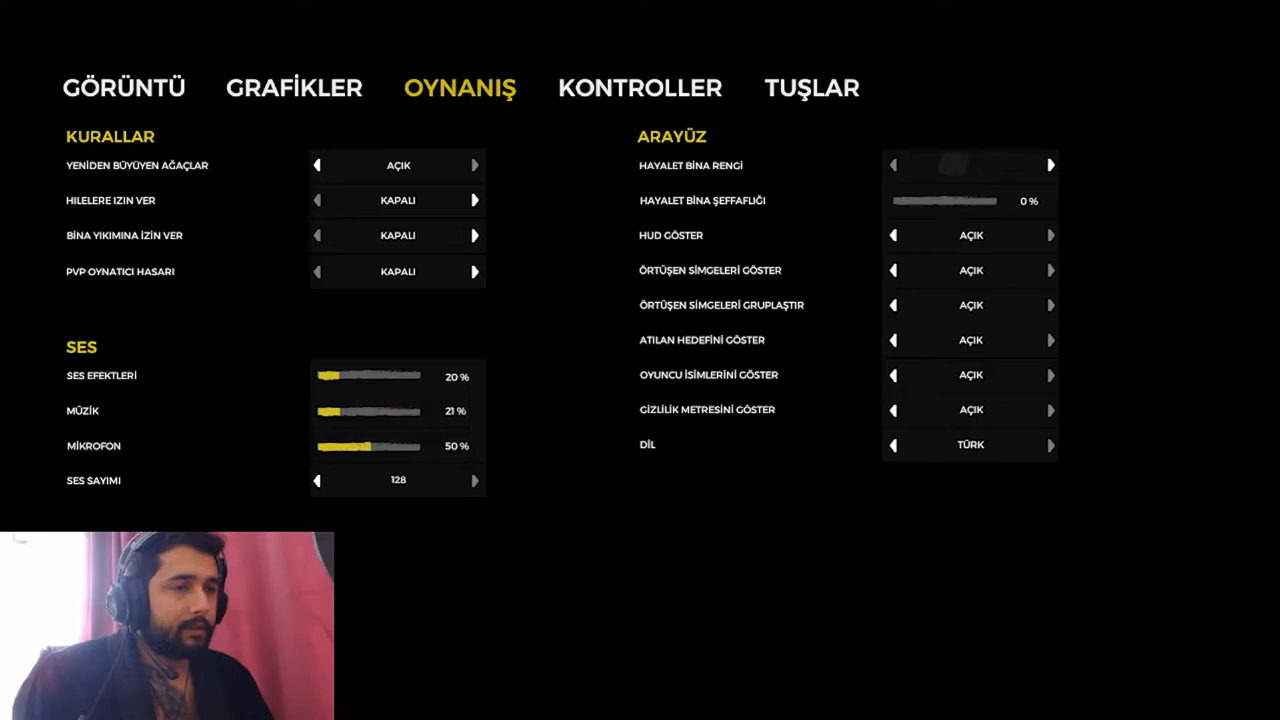 GÖRÜNTÜ GRAFİKLER OYNANIŞ KONTROLLER TUŞLAR
KURALLAR
YENİDEN BÜYÜYEN AĞAÇLAR AÇIK
HILELERE IZIN VER KAPALI
BİNA YIKIMINA İZİN VER KAPALI
PVP OYNATICI HASARI KAPALI
SES
SES EFEKTLERİ 20 %
MÜZİK 21 %
MİKROFON 50 %
SES SAYIMI 128
ARAYÜZ
HAYALET BİNA RENGİ
HAYALET BİNA ŞEFFAFLIĞI 0 %
HUD GÖSTER AÇIK
ÖRTÜŞEN SİMGELERİ GÖSTER AÇIK
ÖRTÜŞEN SİMGELERİ GRUPLAŞTIR AÇIK
ATILAN HEDEFİNİ GÖSTER AÇIK
OYUNCU İSİMLERİNİ GÖSTER AÇIK
GİZLİLİK METRESİNİ GÖSTER AÇIK
DİL TÜRK